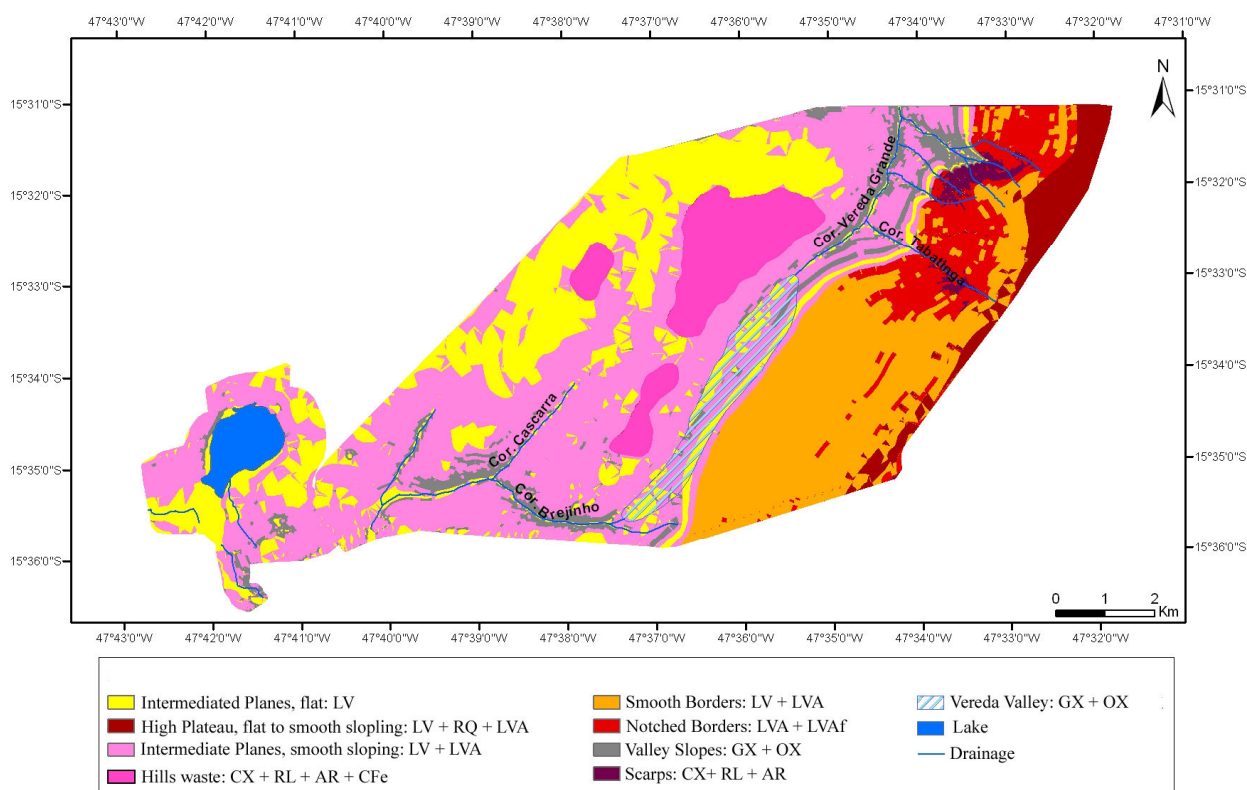 47°43'0"W 47°42'0"W 47°41'0"W 47°40'0"W 47°39'0"W 47°38'0"W 47°37'0"W 47°36'0"W 47°35'0"W 47°34'0"W 47°33'0"W 47°32'0"W 47°31'0"W
N
15°31'0"S 15°31'0"S
15°32'0"S 15°32'0"S
Cor. Vereda Grande
Cor. Tabatinga
15°33'0"S 15°33'0"S
15°34'0"S 15°34'0"S
Cor. Cascarra
15°35'0"S 15°35'0"S
Cor. Brejinho
15°36'0"S 15°36'0"S
0 1 2
Km
47°43'0"W 47°42'0"W 47°41'0"W 47°40'0"W 47°39'0"W 47°38'0"W 47°37'0"W 47°36'0"W 47°35'0"W 47°34'0"W 47°33'0"W 47°32'0"W
Intermediated Planes, flat: LV
High Plateau, flat to smooth slopling: LV + RQ + LVA
Intermediate Planes, smooth sloping: LV + LVA
Hills waste: CX + RL + AR + CFe
Smooth Borders: LV + LVA
Notched Borders: LVA + LVAf
Valley Slopes: GX + OX
Scarps: CX+ RL + AR
Vereda Valley: GX + OX
Lake
Drainage